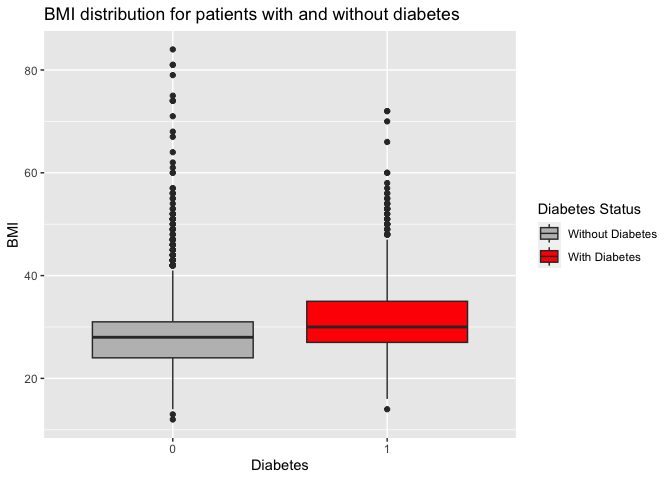 BMI distribution for patients with and without diabetes
80
60
40
20
BMI
0
1
Diabetes
Diabetes Status
Without Diabetes
With Diabetes